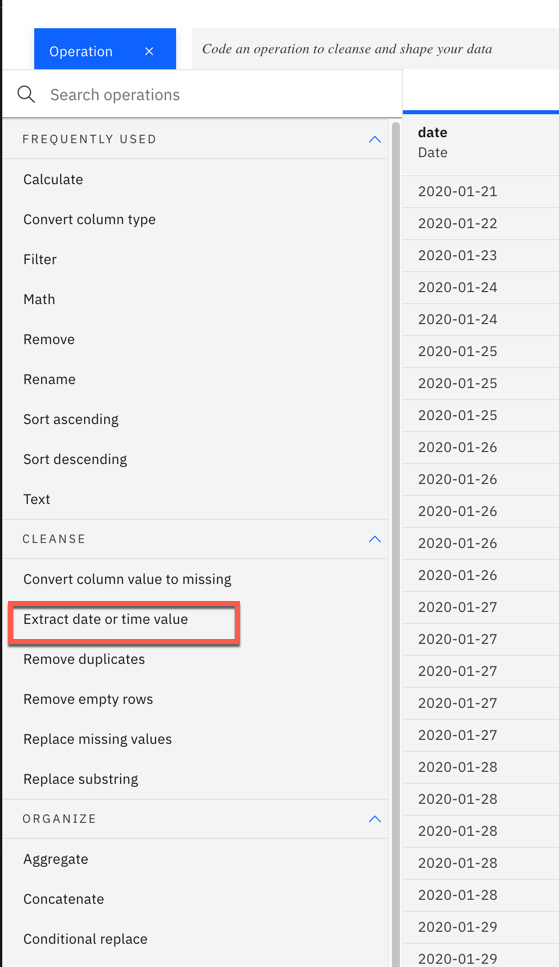 Operation ×
Code an operation to cleanse and shape your data
Search operations
FREQUENTLY USED
Calculate
Convert column type
Filter
Math
Remove
Rename
Sort ascending
Sort descending
Text
CLEANSE
Convert column value to missing
Extract date or time value
Remove duplicates
Remove empty rows
Replace missing values
Replace substring
ORGANIZE
Aggregate
Concatenate
Conditional replace
date
Date
2020-01-21
2020-01-22
2020-01-23
2020-01-24
2020-01-24
2020-01-25
2020-01-25
2020-01-25
2020-01-26
2020-01-26
2020-01-26
2020-01-26
2020-01-26
2020-01-27
2020-01-27
2020-01-27
2020-01-27
2020-01-27
2020-01-28
2020-01-28
2020-01-28
2020-01-28
2020-01-28
2020-01-29
2020-01-29